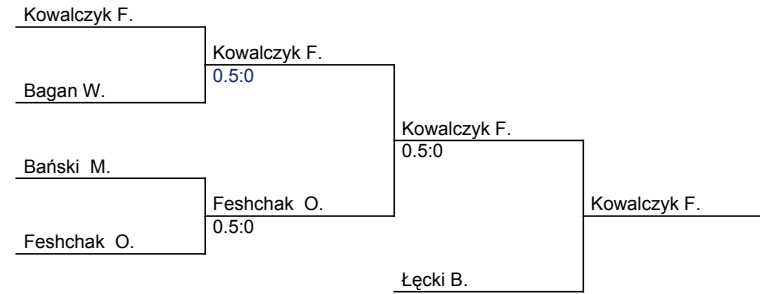 Kowalczyk F.
Kowalczyk F.
0.5:0
Bagan W.
Kowalczyk F.
0.5:0
Bański  M.
Feshchak  O.
0.5:0
Kowalczyk F.
Feshchak  O.
Łęcki B.